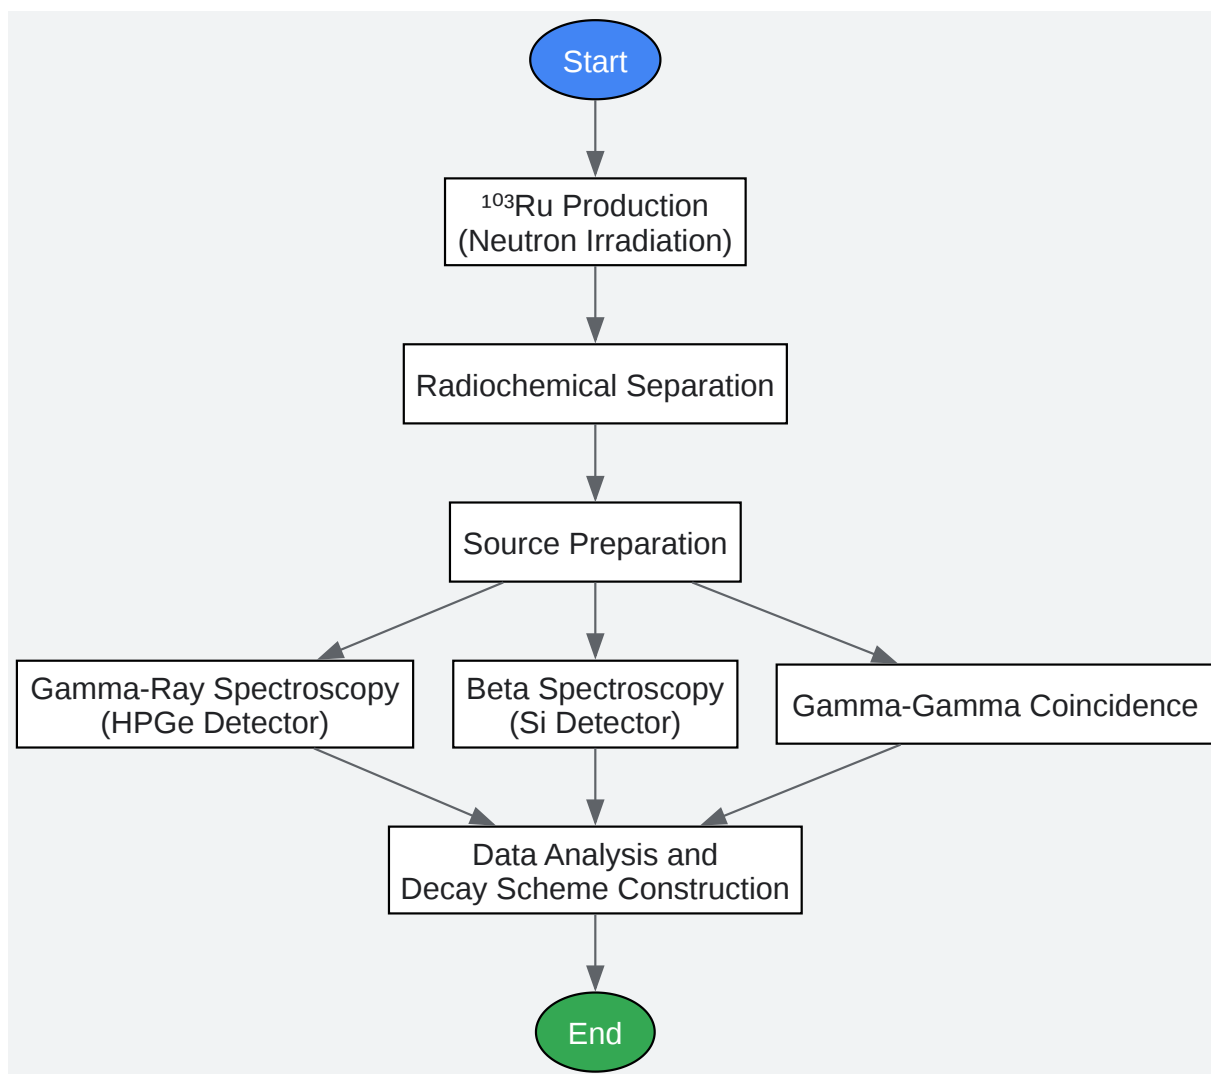 Start
¹⁰³Ru Production
(Neutron Irradiation)
Radiochemical Separation
Source Preparation
Gamma-Ray Spectroscopy
(HPGe Detector)
Beta Spectroscopy
(Si Detector)
Gamma-Gamma Coincidence
Data Analysis and
Decay Scheme Construction
End